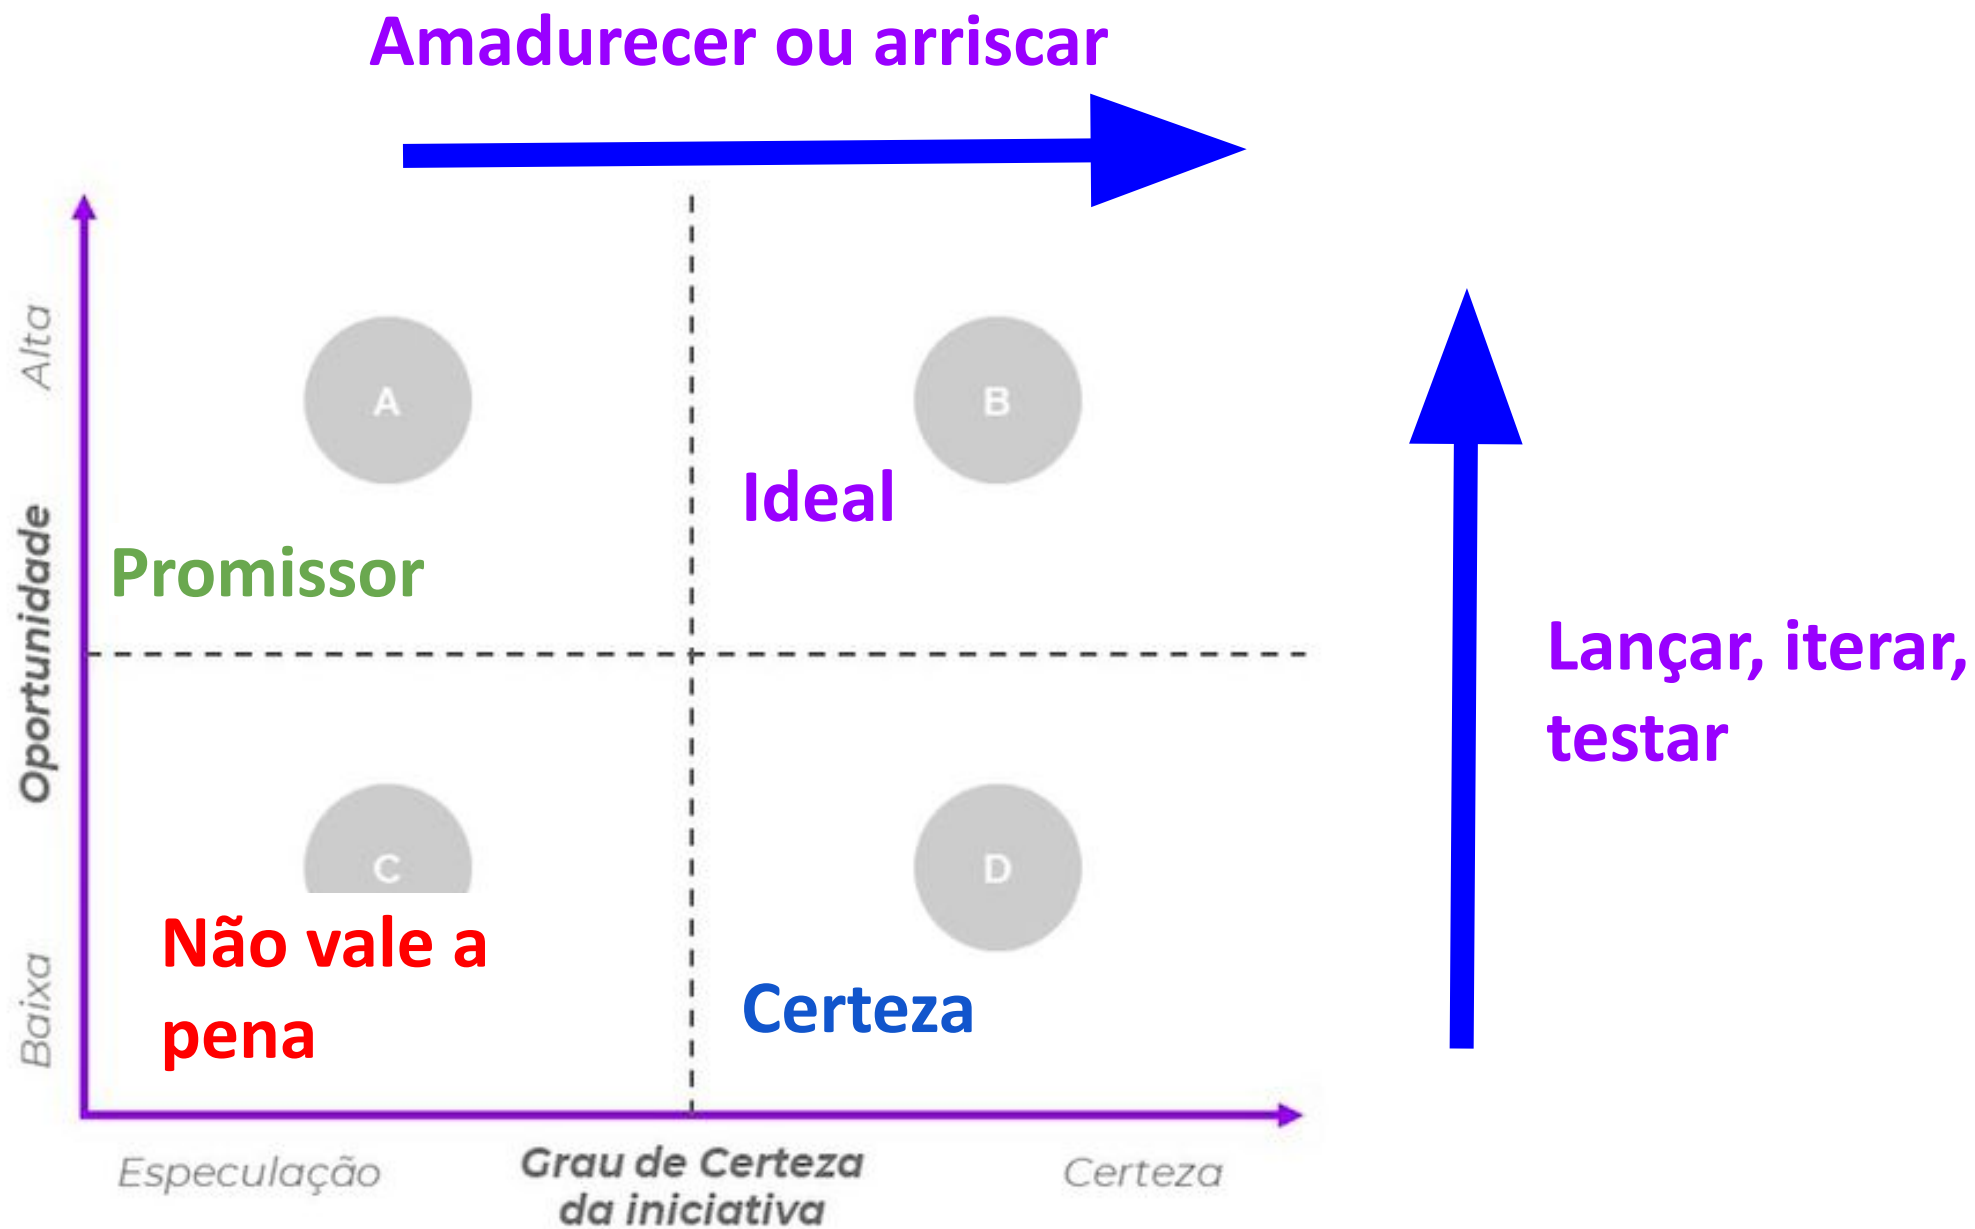 Amadurecer ou arriscar
Alta
A
B
Ideal
Promissor
Oportunidade
Lançar, iterar,
testar
C
D
Não vale a
pena
Certeza
Baixa
Especulação
Grau de Certeza
da iniciativa
Certeza